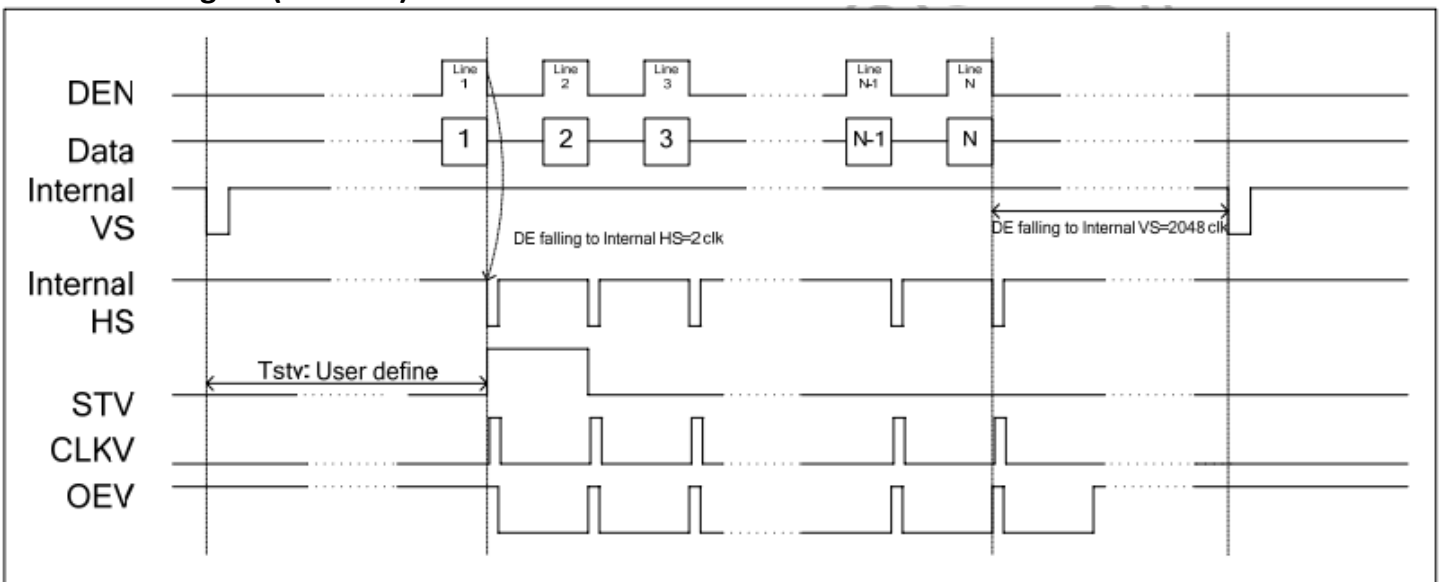 DEN
Line
1
Line
2
Line
3
Line
N-1
Line
N
Data
1
2
3
N-1
N
Internal
VS
DE falling to Internal HS=2 clk
DE falling to Internal VS=2048 clk
Internal
HS
Tstv: User define
STV
CLKV
OEV